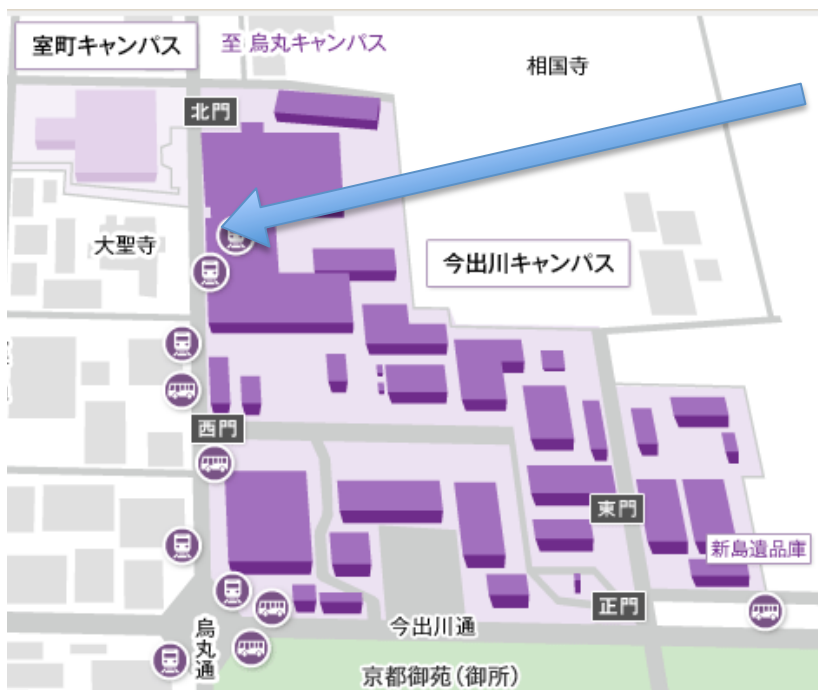 室町キャンパス
至 烏丸キャンパス
相国寺
北門
大聖寺
今出川キャンパス
西門
東門
新島遺品庫
正門
今出川通
烏丸通
京都御苑(御所)